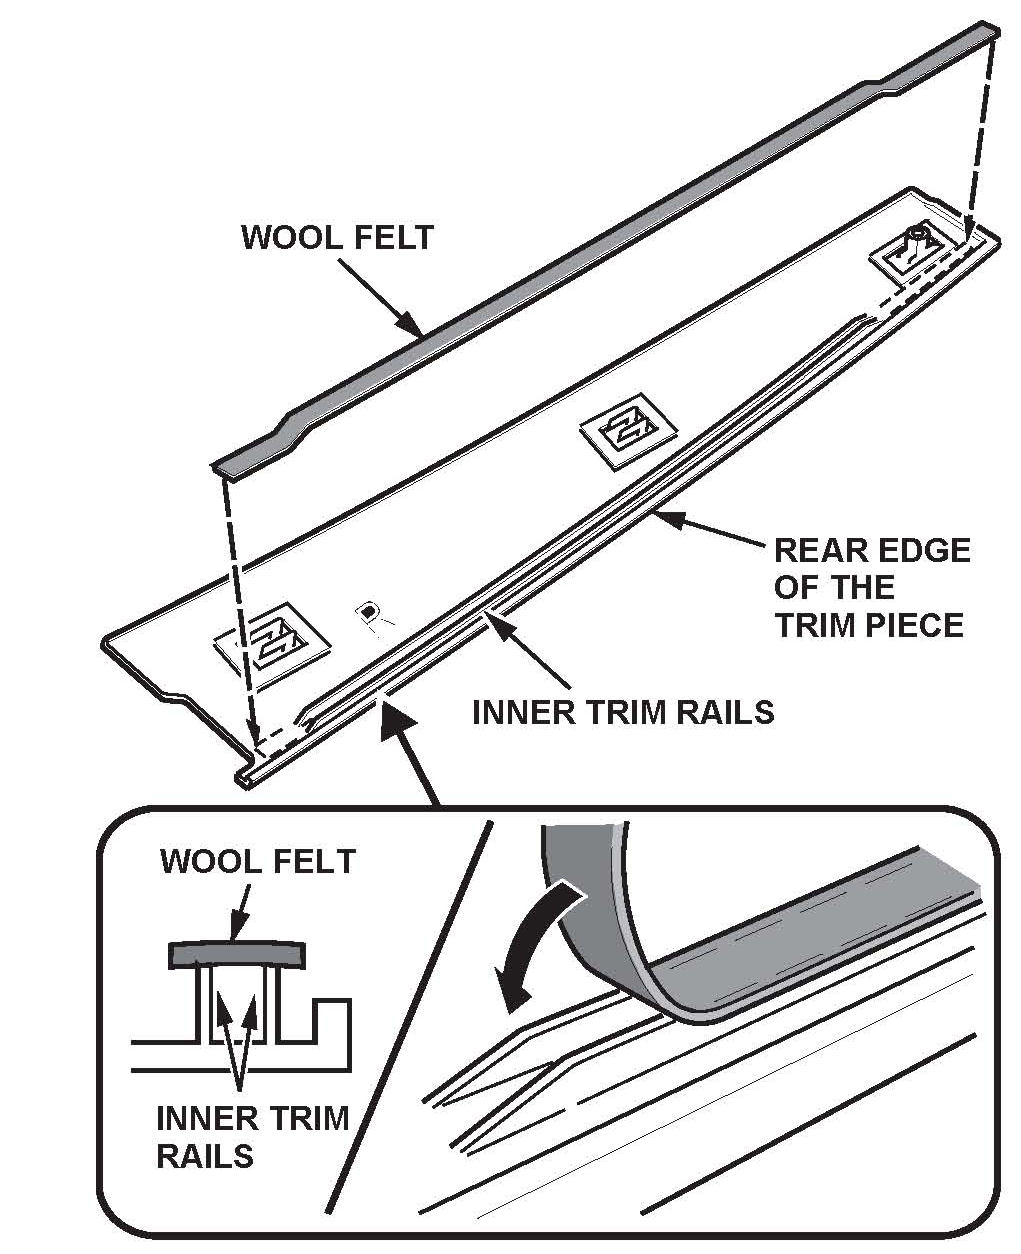 WOOL FELT
REAR EDGE
OF THE
TRIM PIECE
INNER TRIM RAILS
WOOL FELT
INNER TRIM
RAILS